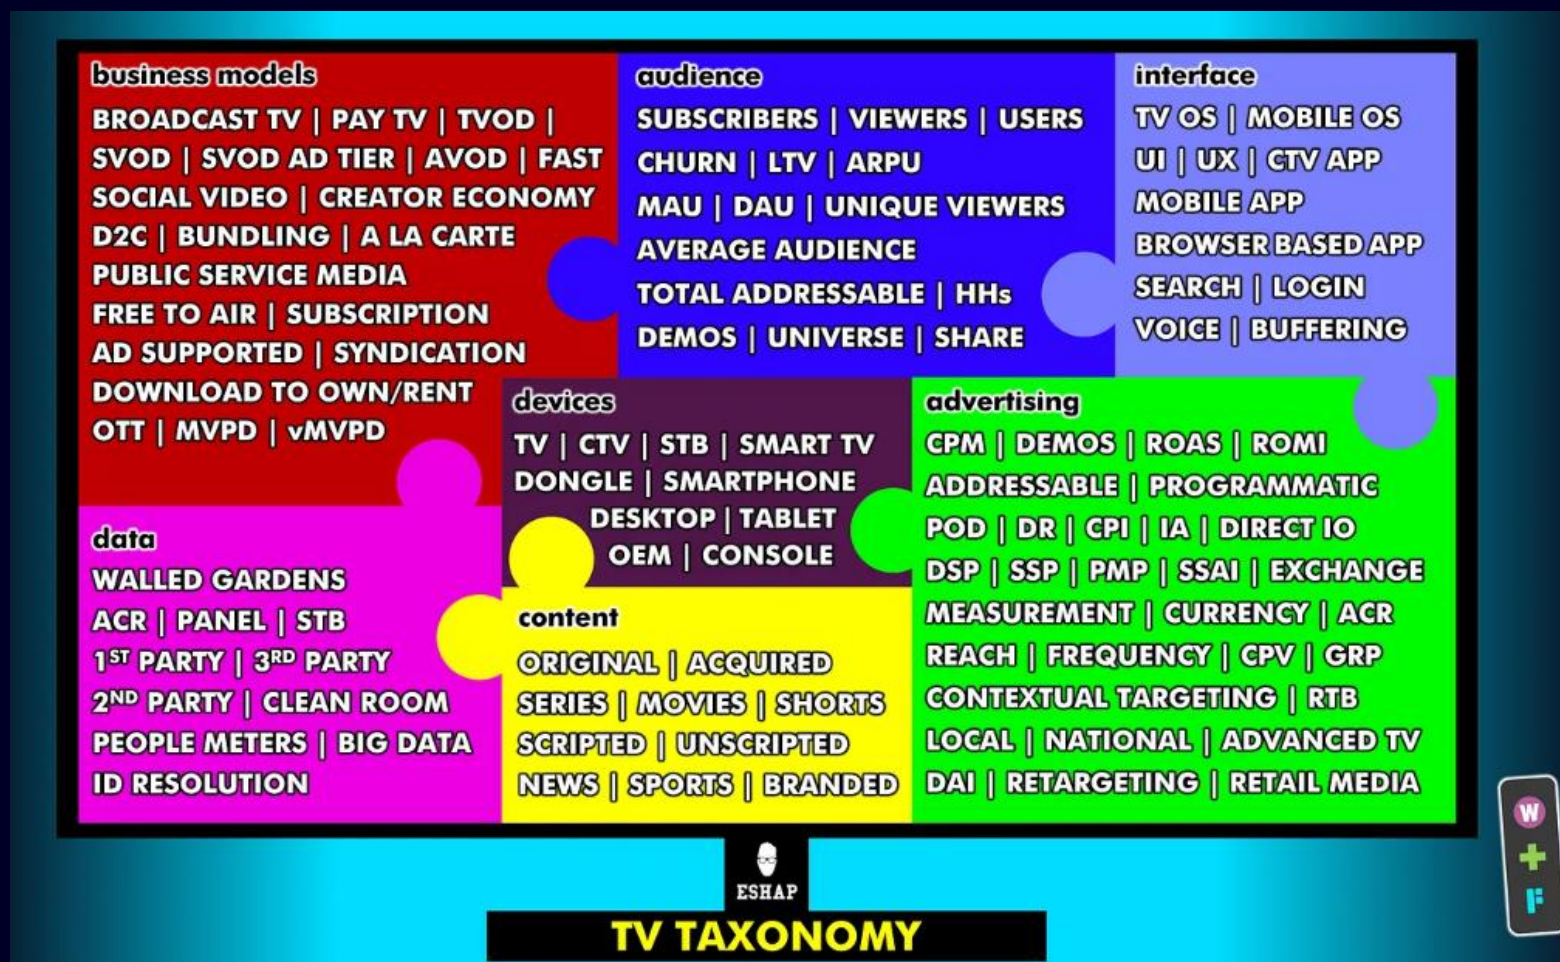 business models
BROADCAST TV | PAY TV | TVOD |
SVOD | SVOD AD TIER | AVOD | FAST
SOCIAL VIDEO | CREATOR ECONOMY
D2C | BUNDLING | A LA CARTE
PUBLIC SERVICE MEDIA
FREE TO AIR | SUBSCRIPTION
AD SUPPORTED | SYNDICATION
DOWNLOAD TO OWN/RENT
OTT | MVPD | vMVPD
audience
SUBSCRIBERS | VIEWERS | USERS
CHURN | LTV | ARPU
MAU | DAU | UNIQUE VIEWERS
AVERAGE AUDIENCE
TOTAL ADDRESSABLE | HHs
DEMOS | UNIVERSE | SHARE
interface
TV OS | MOBILE OS
UI | UX | CTV APP
MOBILE APP
BROWSER BASED APP
SEARCH | LOGIN
VOICE | BUFFERING
devices
TV | CTV | STB | SMART TV
DONGLE | SMARTPHONE
DESKTOP | TABLET
OEM | CONSOLE
advertising
CPM | DEMOS | ROAS | ROMI
ADDRESSABLE | PROGRAMMATIC
POD | DR | CPI | IA | DIRECT IO
DSP | SSP | PMP | SSAI | EXCHANGE
MEASUREMENT | CURRENCY | ACR
REACH | FREQUENCY | CPV | GRP
CONTEXTUAL TARGETING | RTB
LOCAL | NATIONAL | ADVANCED TV
DAI | RETARGETING | RETAIL MEDIA
data
WALLED GARDENS
ACR | PANEL | STB
1ST PARTY | 3RD PARTY
2ND PARTY | CLEAN ROOM
PEOPLE METERS | BIG DATA
ID RESOLUTION
content
ORIGINAL | ACQUIRED
SERIES | MOVIES | SHORTS
SCRIPTED | UNSCRIPTED
NEWS | SPORTS | BRANDED
ESHAP
TV TAXONOMY
W
+
F